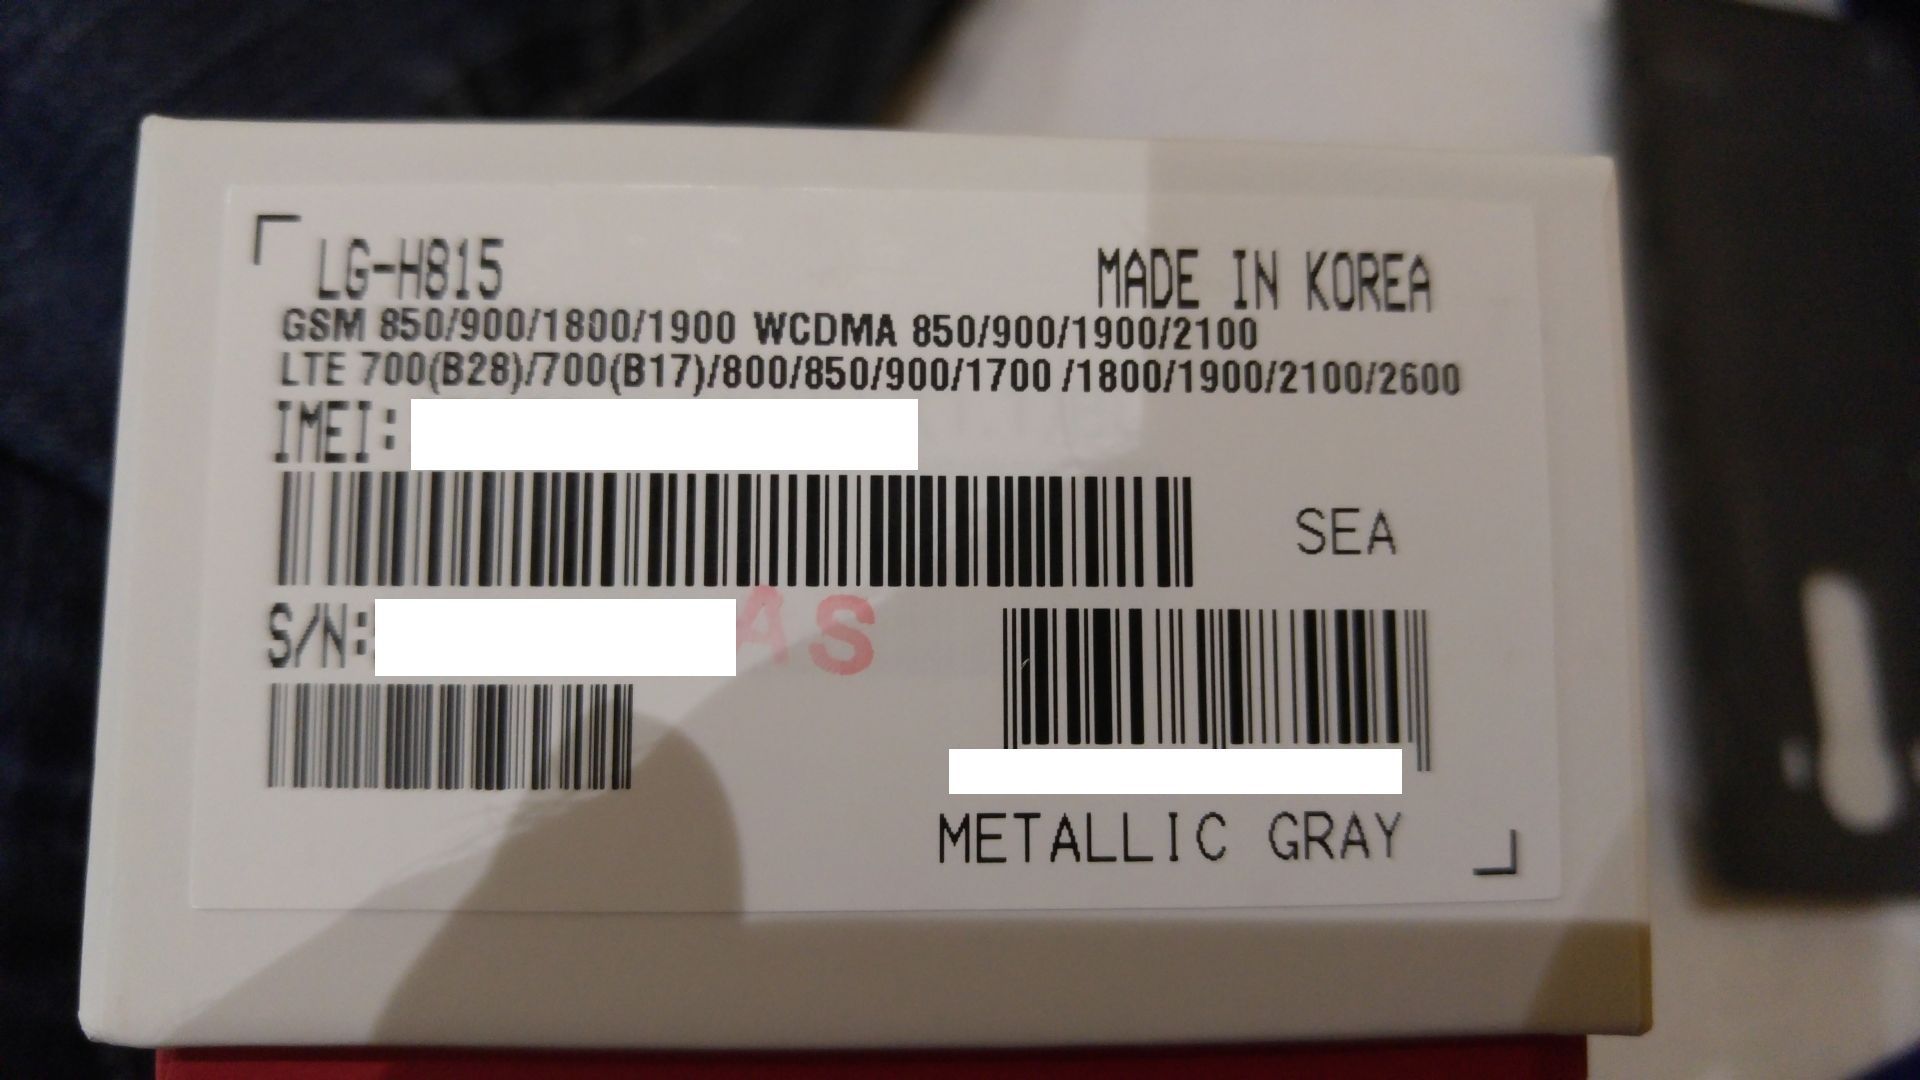 LG-H815
MADE IN KOREA
GSM 850/900/1800/1900 WCDMA 850/900/1900/2100
LTE 700(B28)/700(B17)/800/850/900/1700 /1800/1900/2100/2600
IMEI:
SEA
S/N:
AS
METALLIC GRAY